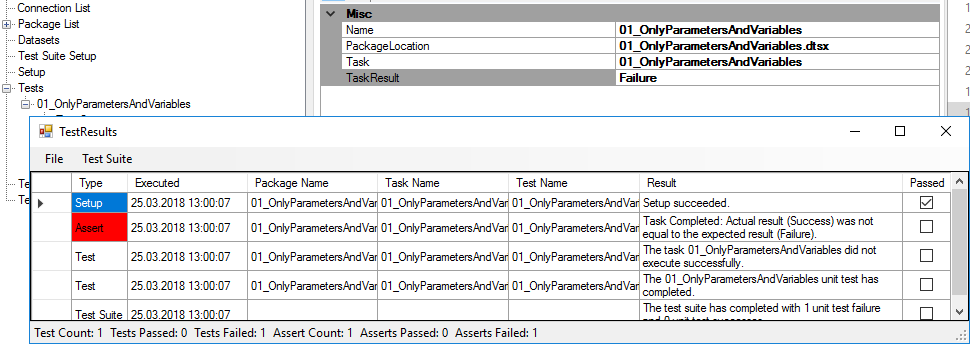 Connection List
Package List
Datasets
Test Suite Setup
Setup
Tests
01_OnlyParametersAndVariables
Misc
Name 01_OnlyParametersAndVariables
PackageLocation 01_OnlyParametersAndVariables.dtsx
Task 01_OnlyParametersAndVariables
TaskResult Failure
TestResults
File Test Suite
Type Executed Package Name Task Name Test Name Result Passed
Setup 25.03.2018 13:00:07 01_OnlyParametersAndVar 01_OnlyParametersAndVar 01_OnlyParametersAndVar Setup succeeded.
Assert 25.03.2018 13:00:07 01_OnlyParametersAndVar 01_OnlyParametersAndVar 01_OnlyParametersAndVar Task Completed: Actual result (Success) was not
equal to the expected result (Failure).
Test 25.03.2018 13:00:07 01_OnlyParametersAndVar 01_OnlyParametersAndVar 01_OnlyParametersAndVar The task 01_OnlyParametersAndVariables did not
execute successfully.
Test 25.03.2018 13:00:07 01_OnlyParametersAndVar 01_OnlyParametersAndVar 01_OnlyParametersAndVar The 01_OnlyParametersAndVariables unit test has
completed.
Test Suite 25.03.2018 13:00:07 The test suite has completed with 1 unit test failure
Test Count: 1 Tests Passed: 0 Tests Failed: 1 Assert Count: 1 Asserts Passed: 0 Asserts Failed: 1